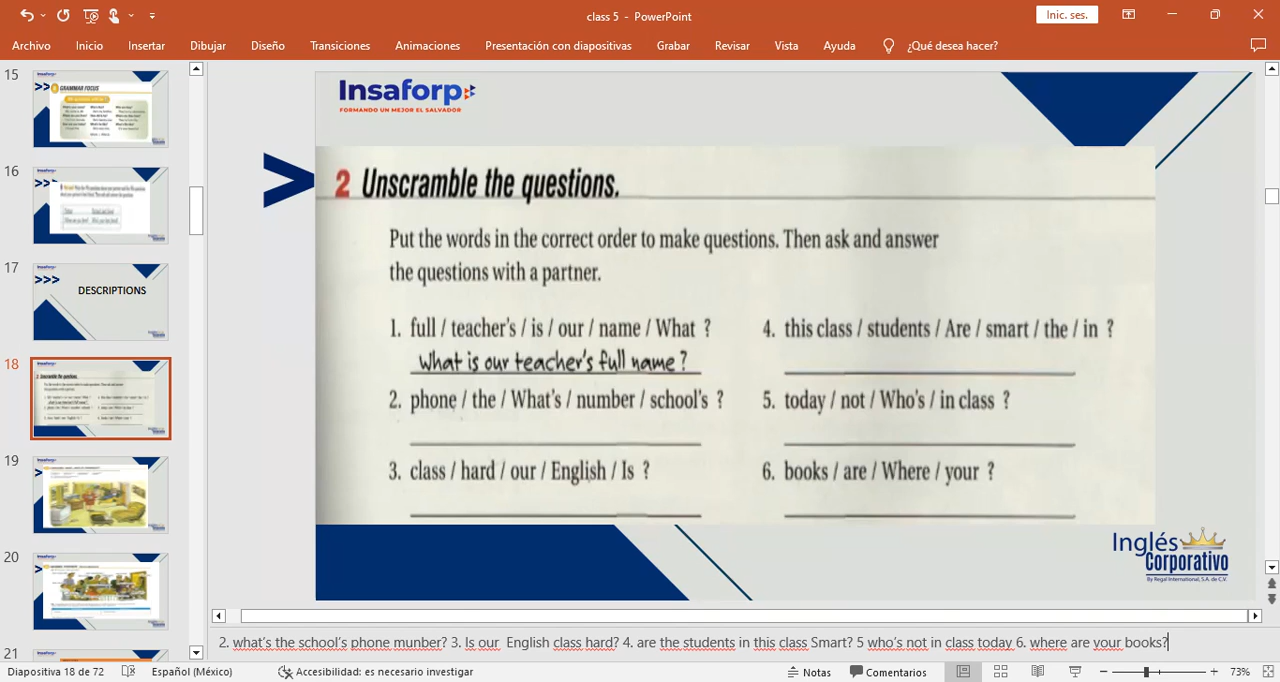 class 5 - PowerPoint
Inic. ses.
Archivo Inicio Insertar Dibujar Diseño Transiciones Animaciones Presentación con diapositivas Grabar Revisar Vista Ayuda ¿Qué desea hacer?
15
GRAMMAR FOCUS
16
17
DESCRIPTIONS
18
19
20
21
Insaforp
FORMANDO UN MEJOR EL SALVADOR
2 Unscramble the questions.
Put the words in the correct order to make questions. Then ask and answer
the questions with a partner.
1. full / teacher's / is / our / name / What ?
What is our teacher's full name?
2. phone / the / What's / number / school's ?
3. class / hard / our / English / Is ?
4. this class / students / Are / smart / the / in ?
5. today / not / Who's / in class ?
6. books / are / Where / your ?
Inglés
Corporativo
By Regal International, S.A. de C.V.
2. what's the school's phone munber? 3. Is our English class hard? 4. are the students in this class Smart? 5 who's not in class today 6. where are your books?
Diapositiva 18 de 72 Español (México) Accesibilidad: es necesario investigar Notas Comentarios 73%